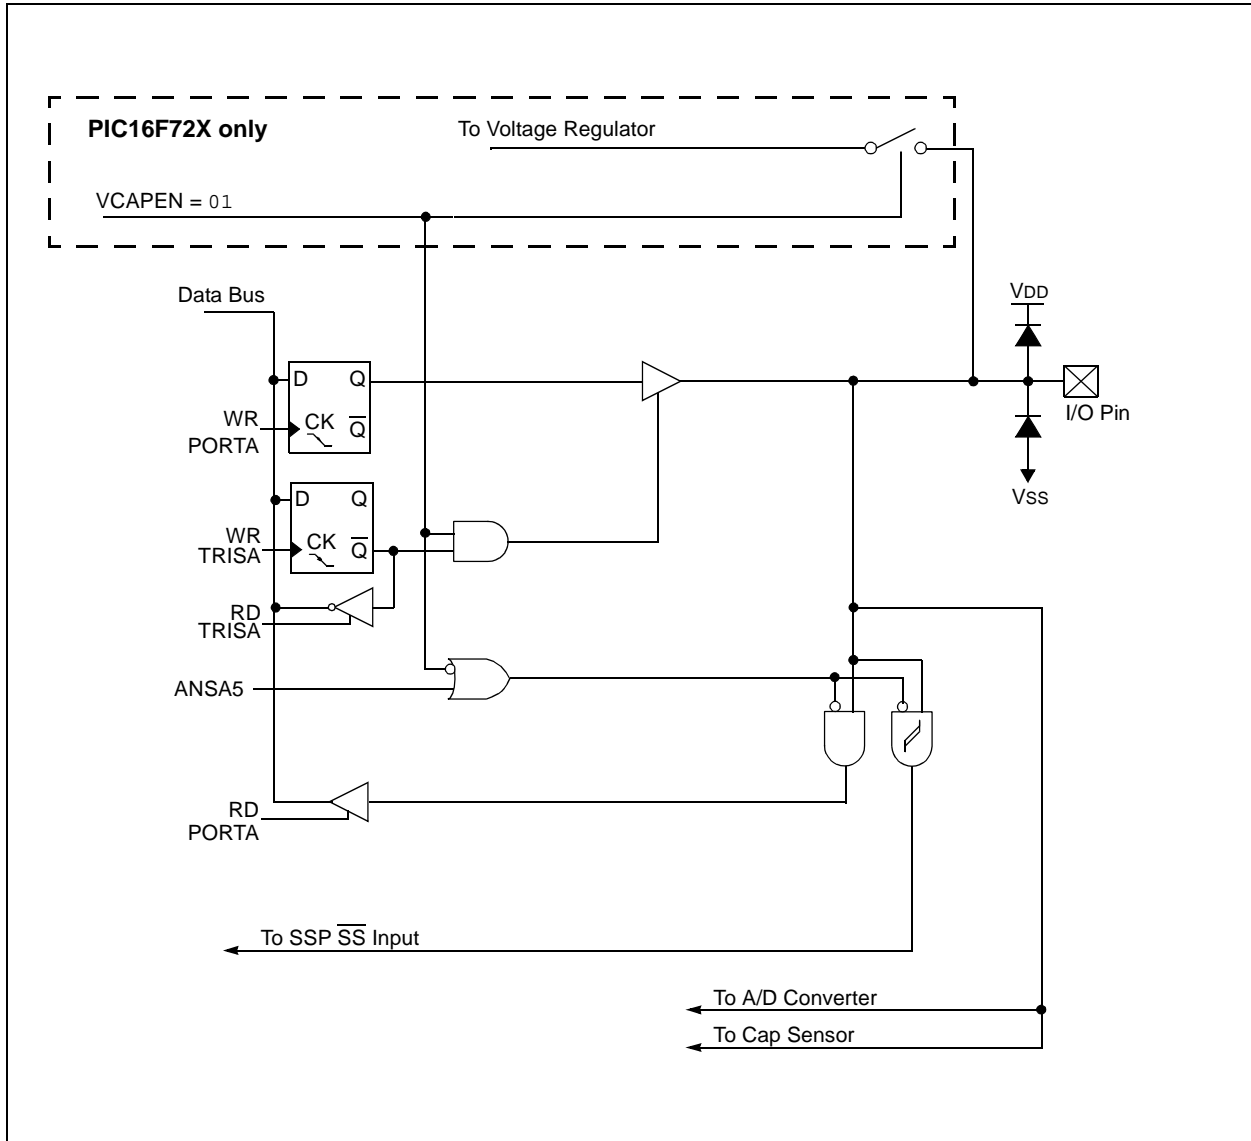 PIC16F72X only
To Voltage Regulator
VCAPEN = 01
Data Bus
VDD
D Q
WR
PORTA
CK Q
I/O Pin
D Q
VSS
WR
TRISA
CK Q
RD
TRISA
ANSA5
RD
PORTA
To SSP SS Input
To A/D Converter
To Cap Sensor